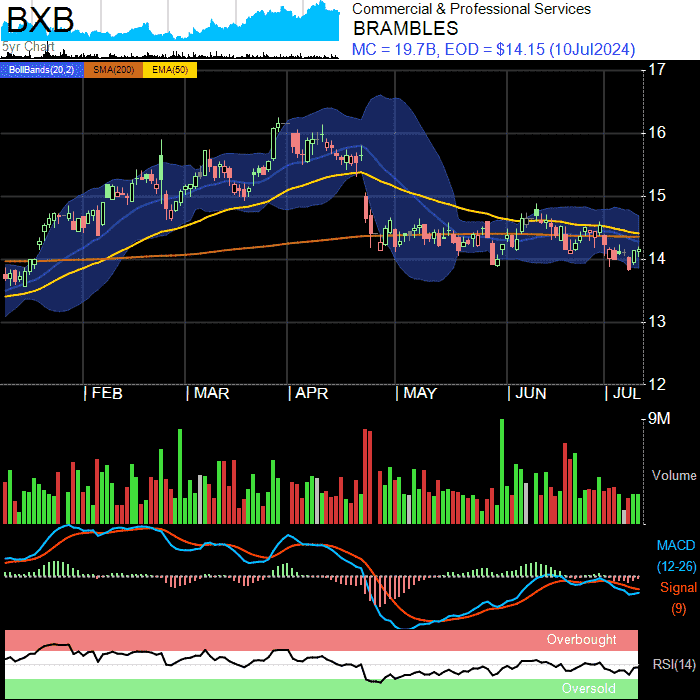 BXB
5yr Chart
Commercial & Professional Services
BRAMBLES
MC = 19.7B, EOD = $14.15 (10Jul2024)
BollBands(20,2) SMA(200) EMA(50)
17
16
15
14
13
12
FEB MAR APR MAY JUN JUL
9M
Volume
MACD
(12-26)
Signal
(9)
Overbought
RSI(14)
Oversold